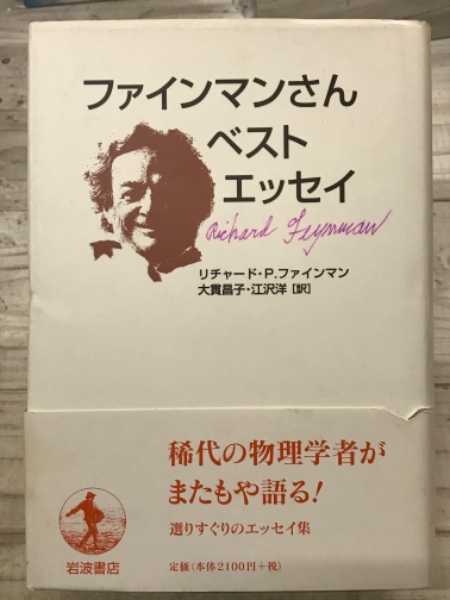 ファインマンさん
ベスト
エッセイ
Richard Feynman
リチャード・P.ファインマン
大貫昌子・江沢洋［訳］
稀代の物理学者が
またもや語る！
選りすぐりのエッセイ集
岩波書店
定価（本体2100円＋税）